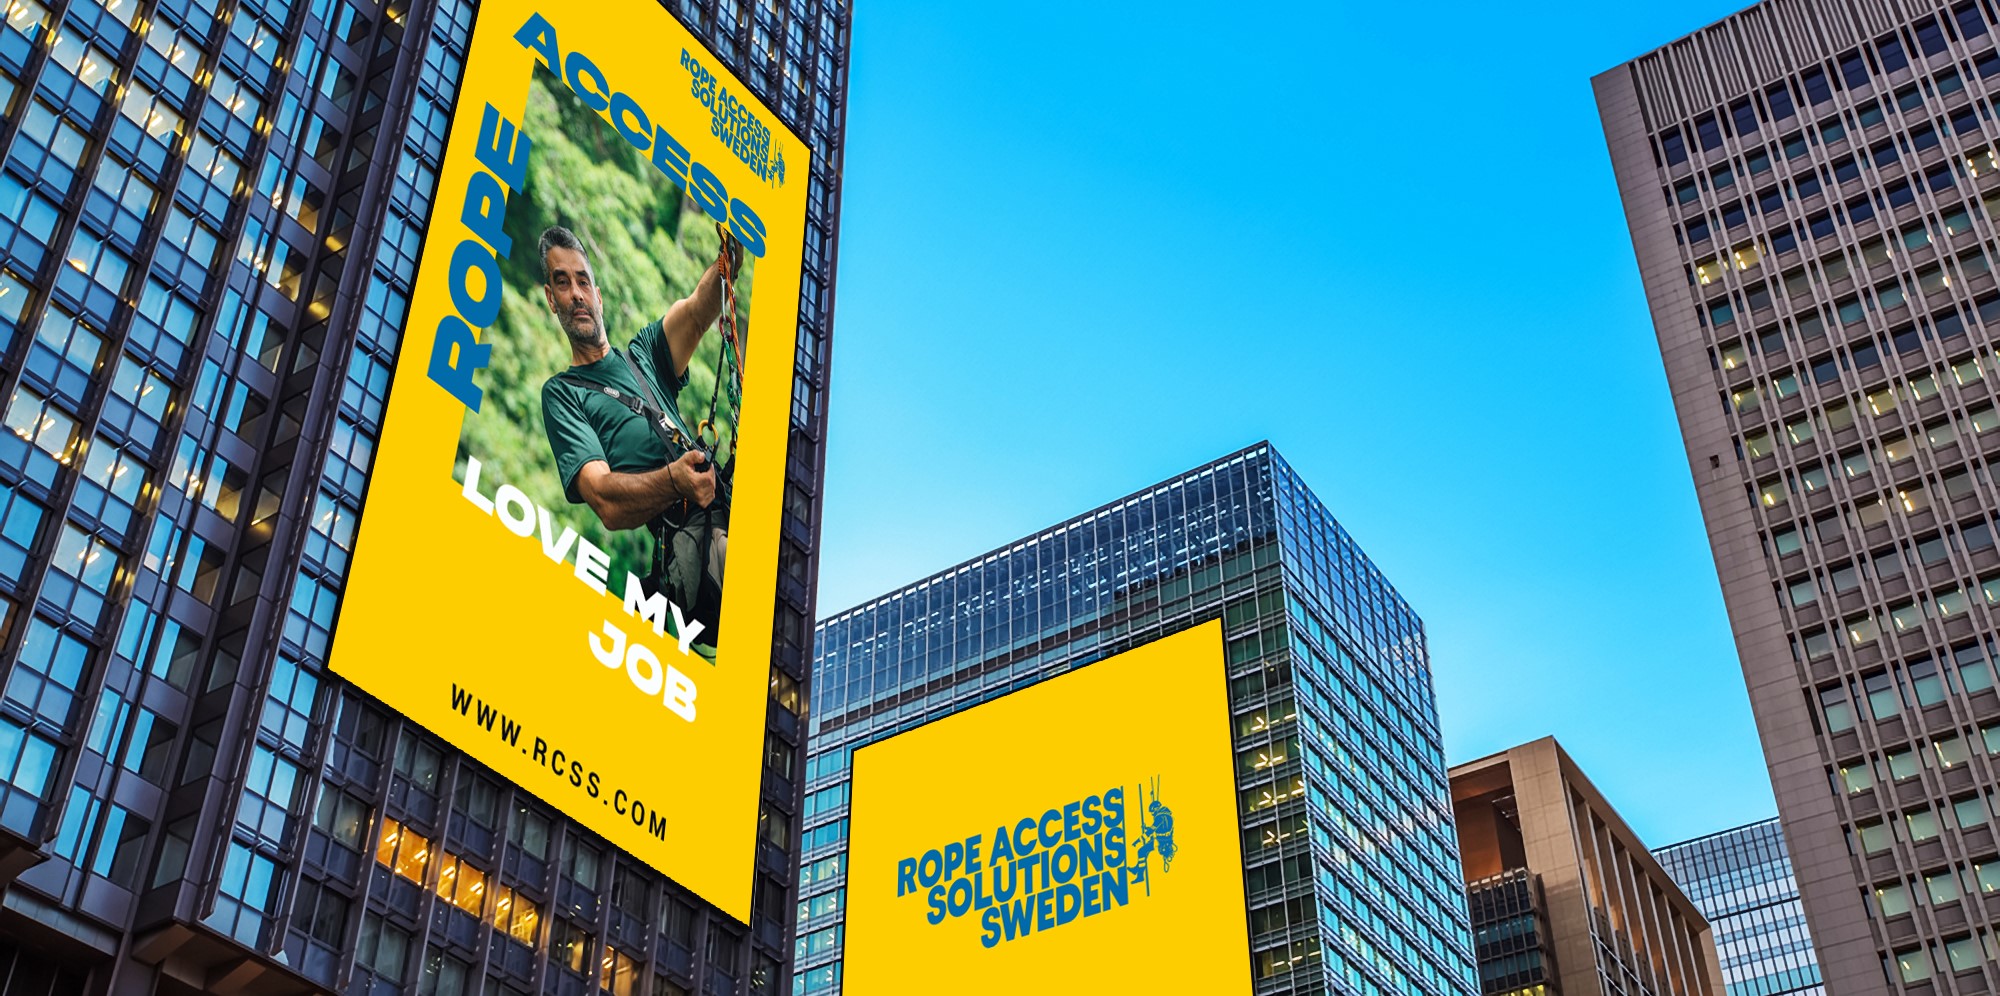 ROPE ACCESS
SOLUTIONS
SWEDEN
ROPE
ACCESS
LOVE MY
JOB
WWW.RCSS.COM
ROPE ACCESS
SOLUTIONS
SWEDEN